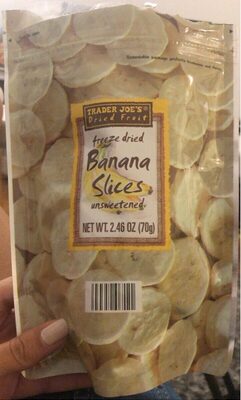 TRADER JOE'S®
Dried Fruit
freeze dried
Banana
Slices
unsweetened
NET WT. 2.46 OZ (70g)